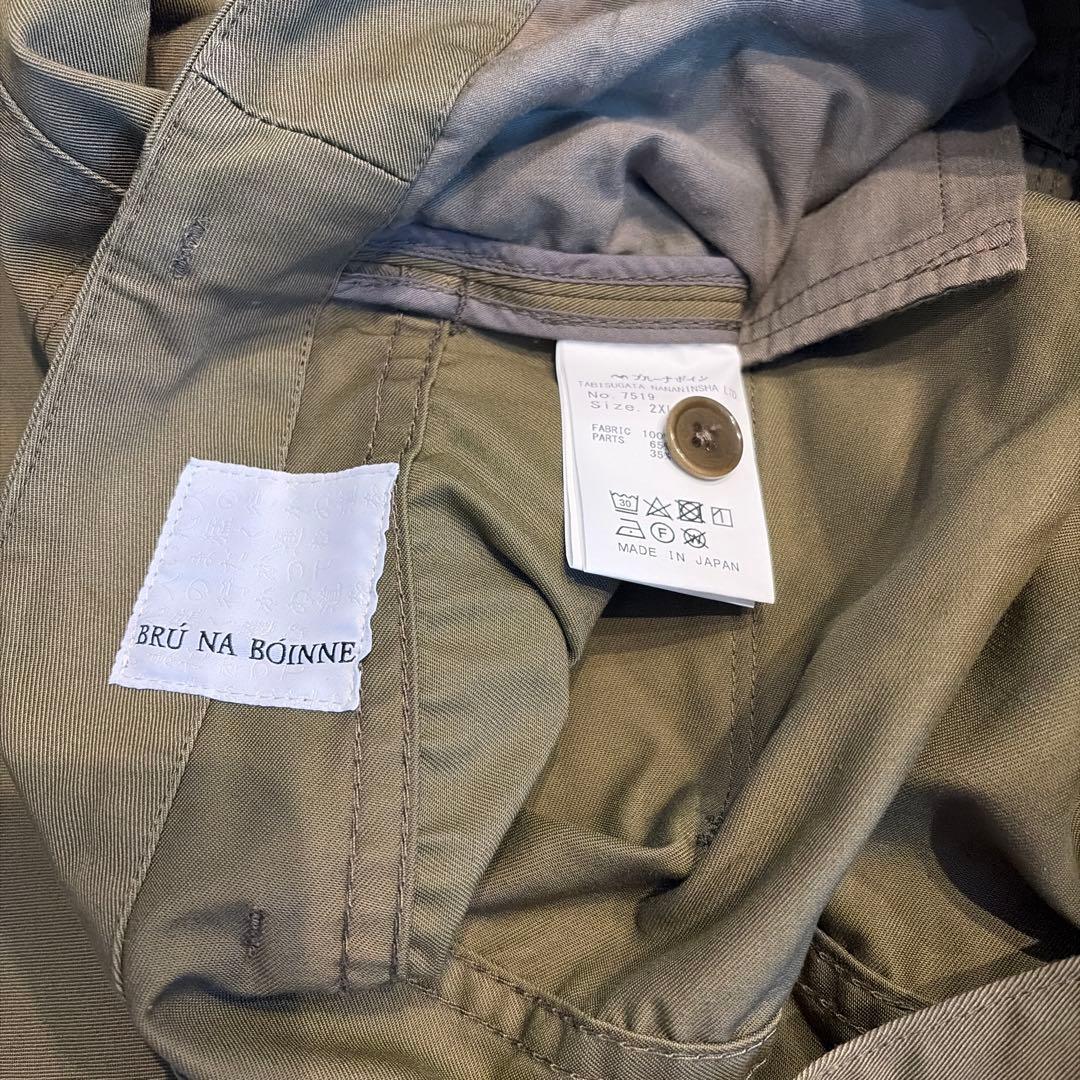 ブルーナボイン
TABISUGATA NANANINSHA LTD
No. 7519
Size. 2XL
FABRIC 100
PARTS 65
35%
30
F
W
MADE IN JAPAN
BRÚ NA BÓINNE